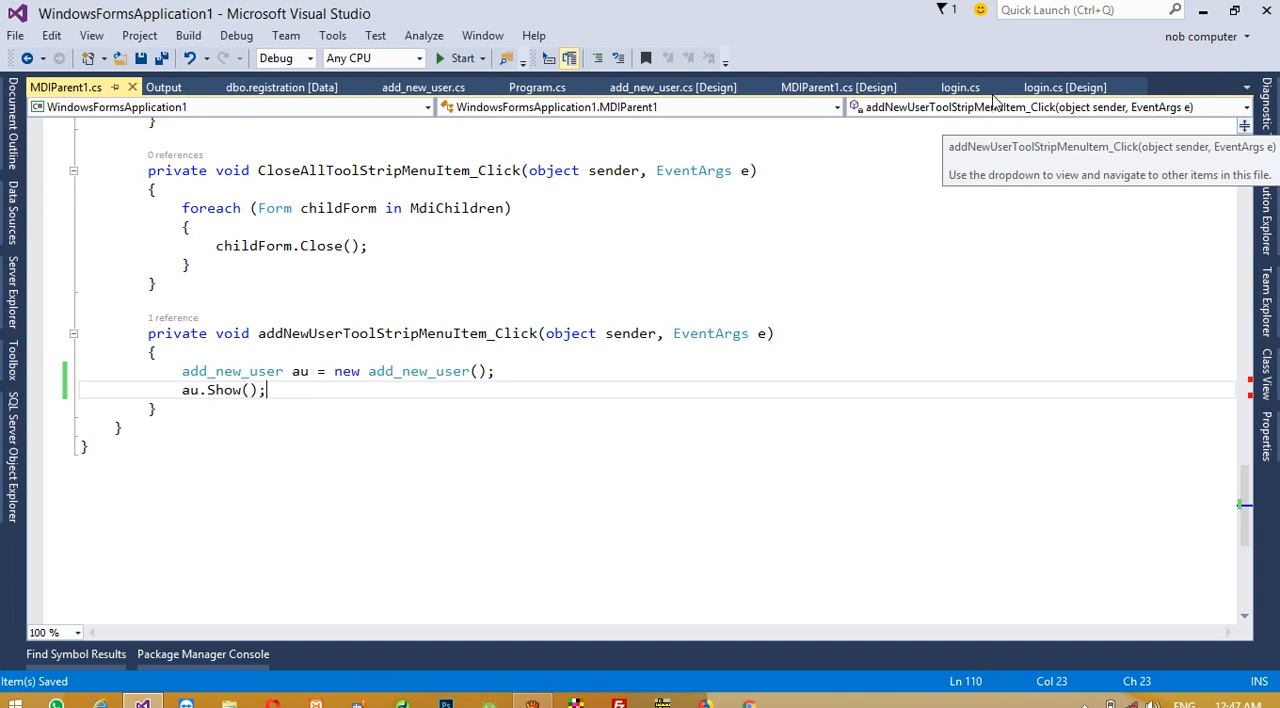 WindowsFormsApplication1 - Microsoft Visual Studio
1
Quick Launch (Ctrl+Q)
File Edit View Project Build Debug Team Tools Test Analyze Window Help
nob computer
Debug Any CPU Start
MDIParent1.cs Output dbo.registration [Data] add_new_user.cs Program.cs add_new_user.cs [Design] MDIParent1.cs [Design] login.cs login.cs [Design]
WindowsFormsApplication1 WindowsFormsApplication1.MDIParent1 addNewUserToolStripMenuItem_Click(object sender, EventArgs e)
addNewUserToolStripMenuItem_Click(object sender, EventArgs e)
Use the dropdown to view and navigate to other items in this file.
}
0 references
private void CloseAllToolStripMenuItem_Click(object sender, EventArgs e)
{
foreach (Form childForm in MdiChildren)
{
childForm.Close();
}
}
1 reference
private void addNewUserToolStripMenuItem_Click(object sender, EventArgs e)
{
add_new_user au = new add_new_user();
au.Show();
}
}
}
Document Outline
Data Sources
Server Explorer
Toolbox
SQL Server Object Explorer
Diagnostic
Explorer
Team Explorer
Class View
Properties
100 %
Find Symbol Results Package Manager Console
Item(s) Saved Ln 110 Col 23 Ch 23 INS
ENG 12:47 AM